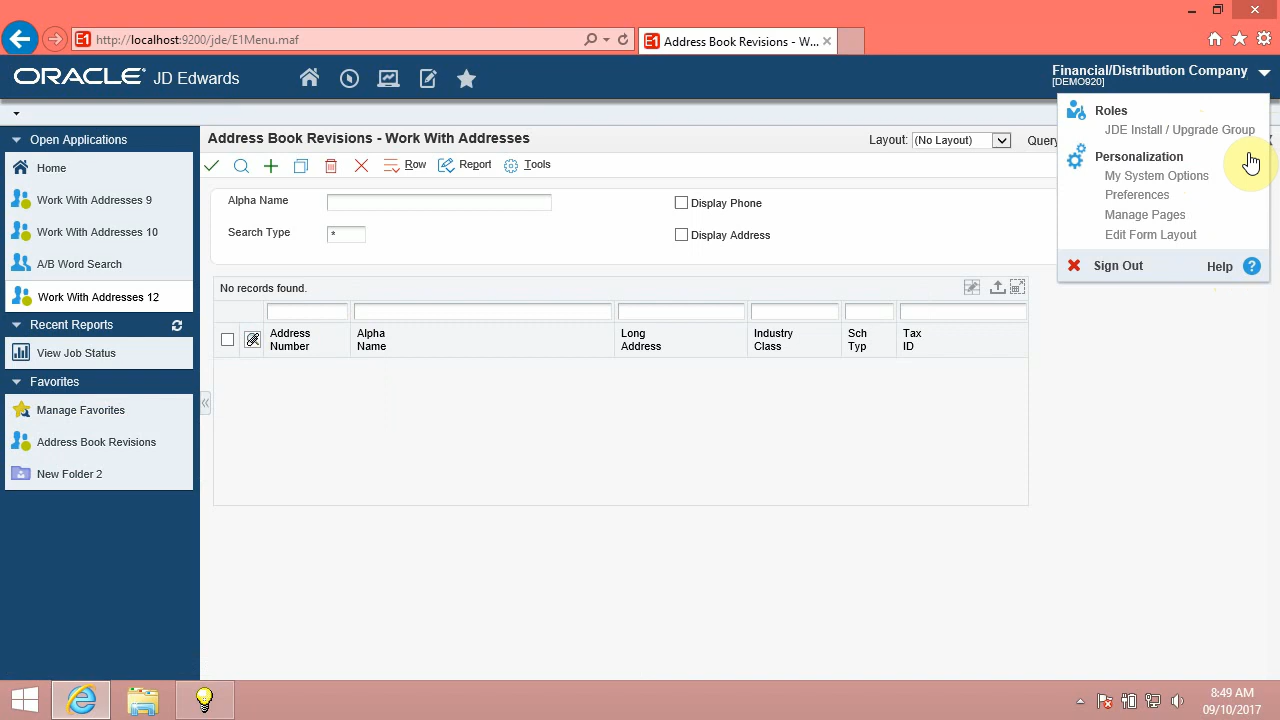 E1 http://localhost:9200/jde/E1Menu.maf
E1 Address Book Revisions - W...
ORACLE JD Edwards
Financial/Distribution Company
[DEMO920]
Roles
JDE Install / Upgrade Group
Personalization
My System Options
Preferences
Manage Pages
Edit Form Layout
Sign Out
Help ?
Open Applications
Home
Work With Addresses 9
Work With Addresses 10
A/B Word Search
Work With Addresses 12
Recent Reports
View Job Status
Favorites
Manage Favorites
Address Book Revisions
New Folder 2
Address Book Revisions - Work With Addresses
Layout: (No Layout)
Query
Row
Report
Tools
Alpha Name
Display Phone
Search Type
*
Display Address
No records found.
Address Number
Alpha Name
Long Address
Industry Class
Sch Typ
Tax ID
8:49 AM
09/10/2017